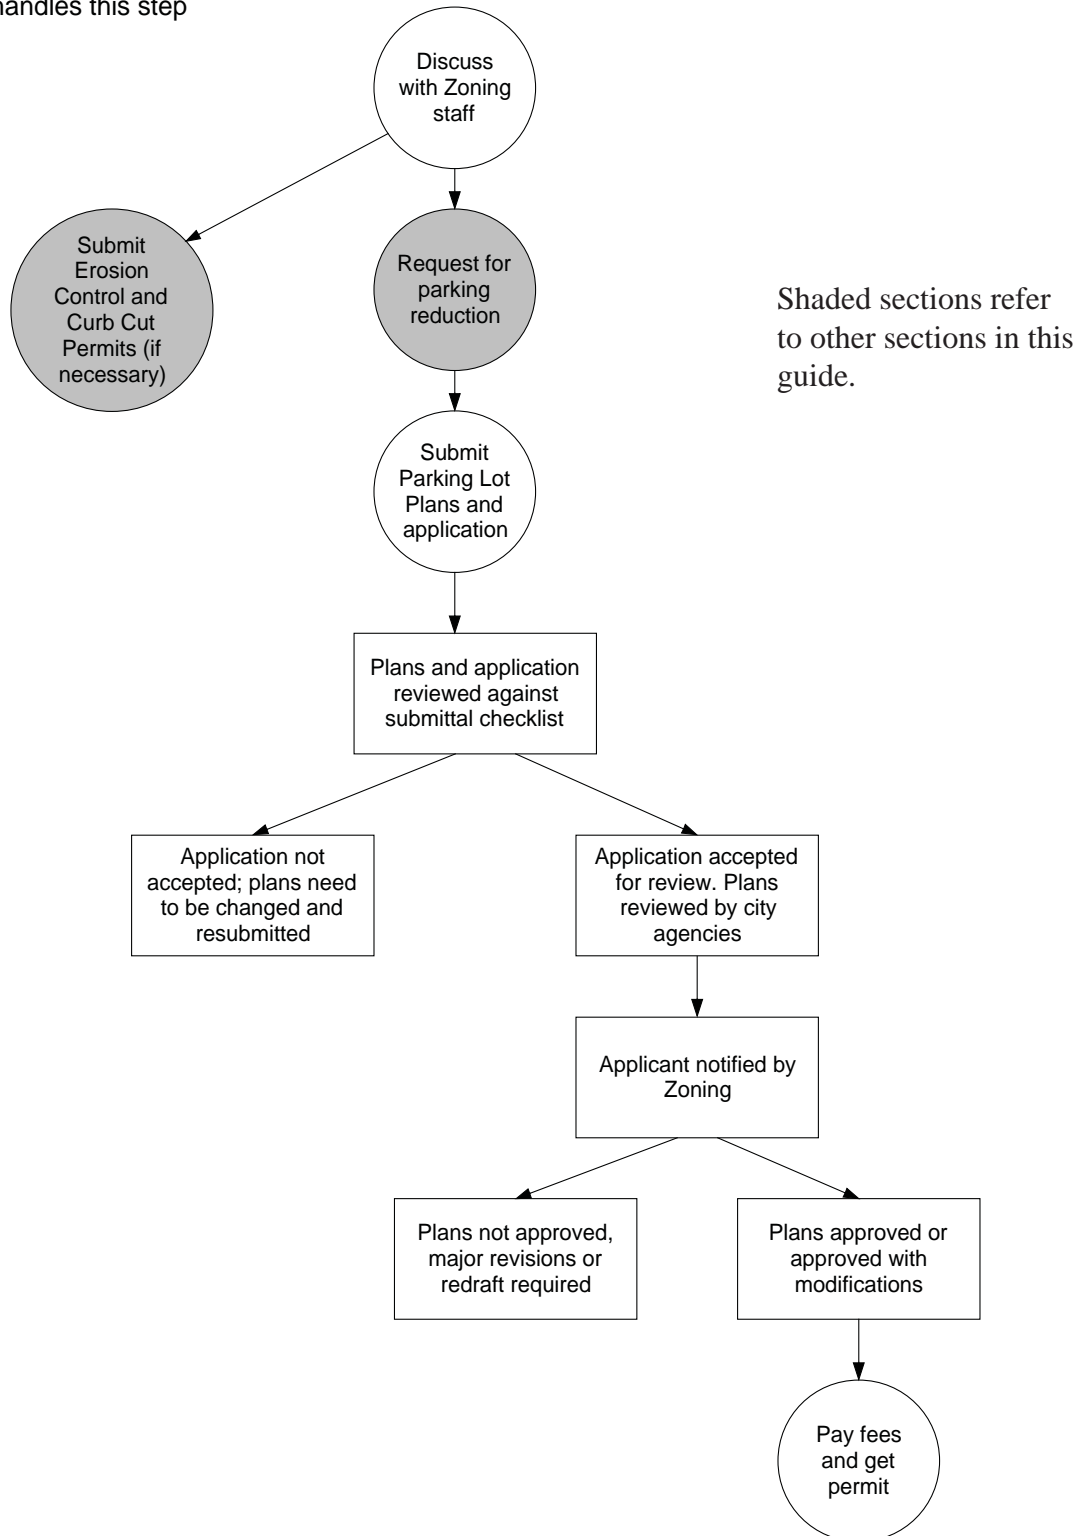 handles this step
Discuss
with Zoning
staff
Submit
Erosion
Control and
Curb Cut
Permits (if
necessary)
Request for
parking
reduction
Shaded sections refer
to other sections in this
guide.
Submit
Parking Lot
Plans and
application
Plans and application
reviewed against
submittal checklist
Application not
accepted; plans need
to be changed and
resubmitted
Application accepted
for review. Plans
reviewed by city
agencies
Applicant notified by
Zoning
Plans not approved,
major revisions or
redraft required
Plans approved or
approved with
modifications
Pay fees
and get
permit